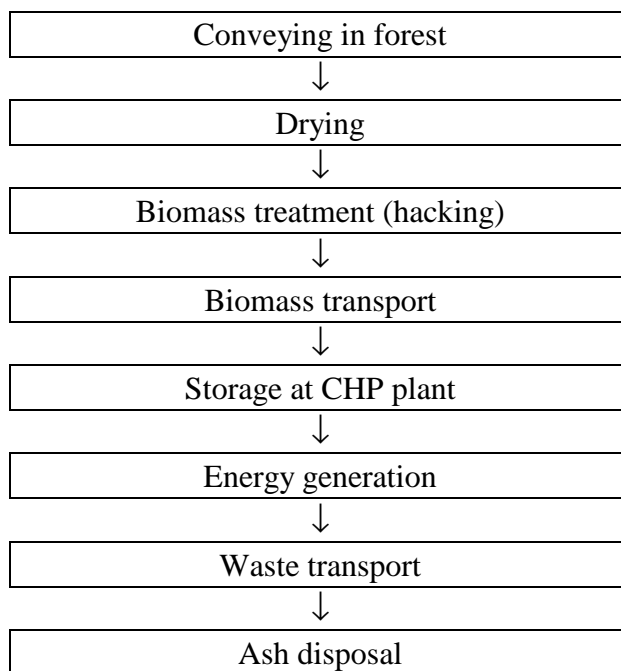 Conveying in forest
Drying
Biomass treatment (hacking)
Biomass transport
Storage at CHP plant
Energy generation
Waste transport
Ash disposal